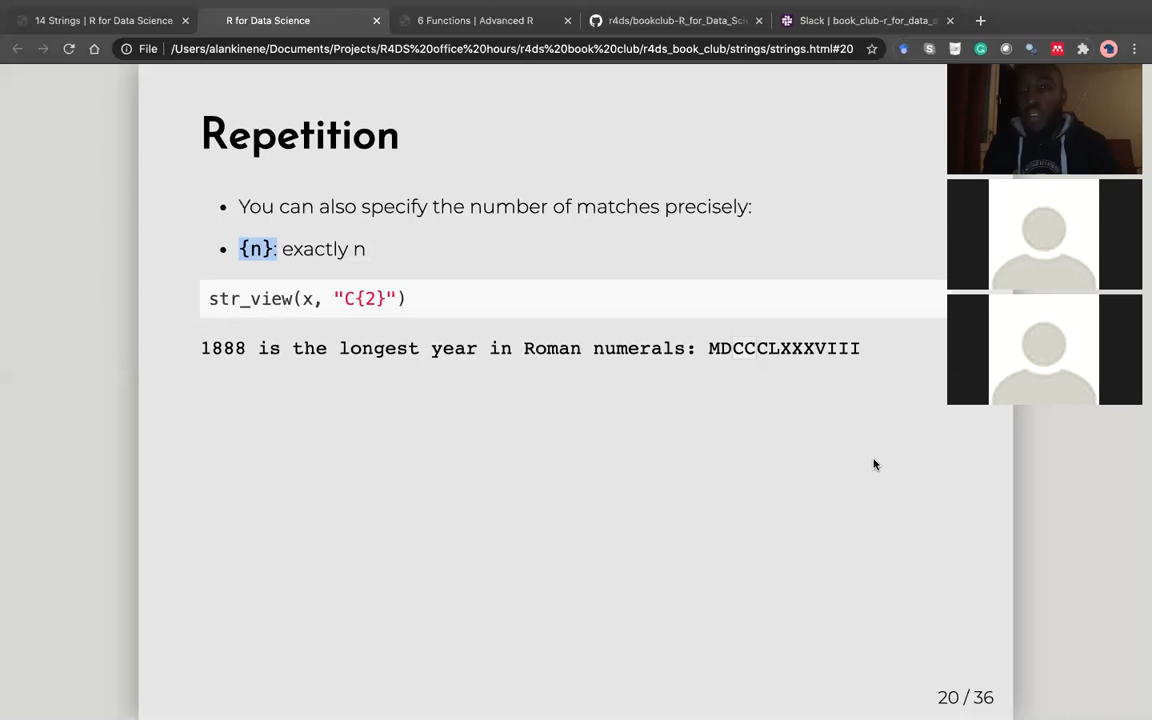 14 Strings | R for Data Science
R for Data Science
6 Functions | Advanced R
r4ds/bookclub-R_for_Data_Sci
Slack | book_club-r_for_data_s
File
/Users/alankinene/Documents/Projects/R4DS%20office%20hours/r4ds%20book%20club/r4ds_book_club/strings/strings.html#20
Repetition
• You can also specify the number of matches precisely:
• {n}: exactly n
str_view(x, "C{2}")
1888 is the longest year in Roman numerals: MDCCCLXXXVIII
20 / 36